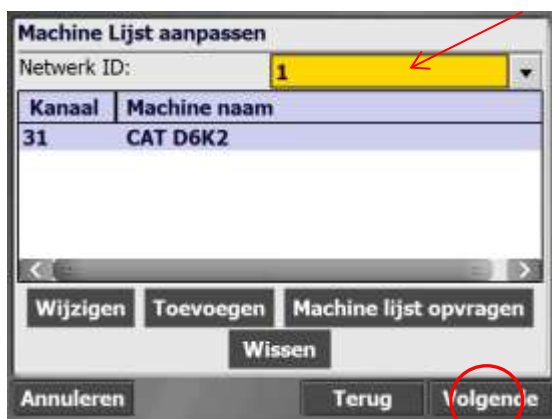 Machine Lijst aanpassen
Netwerk ID: 1
Kanaal Machine naam
31 CAT D6K2
Wijzigen Toevoegen Machine lijst opvragen
Wissen
Annuleren Terug Volgende